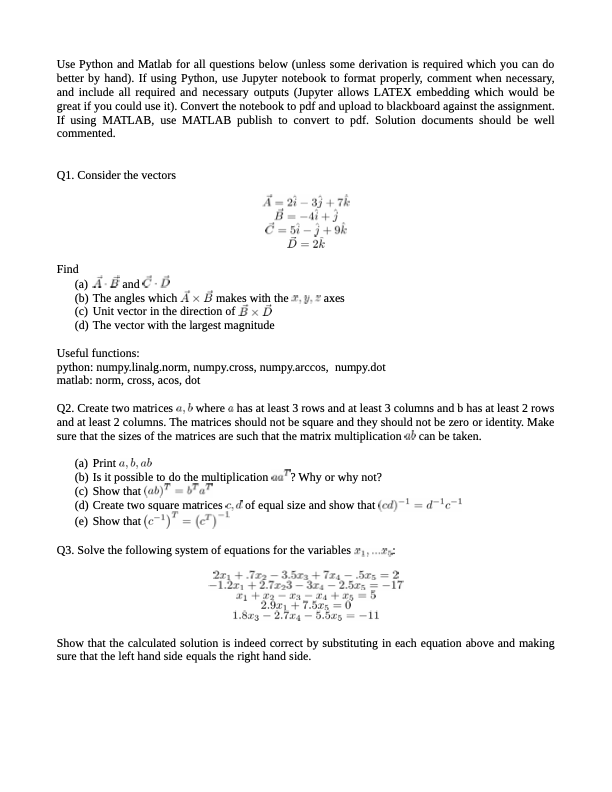 Use Python and Matlab for all questions below (unless some derivation is required which you can do
better by hand). If using Python, use Jupyter notebook to format properly, comment when necessary,
and include all required and necessary outputs (Jupyter allows LATEX embedding which would be
great if you could use it). Convert the notebook to pdf and upload to blackboard against the assignment.
If using MATLAB, use MATLAB publish to convert to pdf. Solution documents should be well
commented.
Q1. Consider the vectors
$\vec{A} = 2\hat{i} - 3\hat{j} + 7\hat{k}$
$\vec{B} = -4\hat{i} + \hat{j}$
$\vec{C} = 5\hat{i} - \hat{j} + 9\hat{k}$
$\vec{D} = 2\hat{k}$
Find
(a) $\vec{A} \cdot \vec{B}$ and $\vec{C} \cdot \vec{D}$
(b) The angles which $\vec{A} \times \vec{B}$ makes with the $x, y, z$ axes
(c) Unit vector in the direction of $\vec{B} \times \vec{D}$
(d) The vector with the largest magnitude
Useful functions:
python: numpy.linalg.norm, numpy.cross, numpy.arccos, numpy.dot
matlab: norm, cross, acos, dot
Q2. Create two matrices $a, b$ where $a$ has at least 3 rows and at least 3 columns and b has at least 2 rows
and at least 2 columns. The matrices should not be square and they should not be zero or identity. Make
sure that the sizes of the matrices are such that the matrix multiplication $ab$ can be taken.
(a) Print $a, b, ab$
(b) Is it possible to do the multiplication $aa^T$? Why or why not?
(c) Show that $(ab)^T = b^T a^T$
(d) Create two square matrices $c, d$ of equal size and show that $(cd)^{-1} = d^{-1}c^{-1}$
(e) Show that $(c^{-1})^T = (c^T)^{-1}$
Q3. Solve the following system of equations for the variables $x_1, ...x_5$:
$2x_1 + .7x_2 - 3.5x_3 + 7x_4 - .5x_5 = 2$
$-1.2x_1 + 2.7x_23 - 3x_4 - 2.5x_5 = -17$
$x_1 + x_2 - x_3 - x_4 + x_5 = 5$
$2.9x_1 + 7.5x_5 = 0$
$1.8x_3 - 2.7x_4 - 5.5x_5 = -11$
Show that the calculated solution is indeed correct by substituting in each equation above and making
sure that the left hand side equals the right hand side.